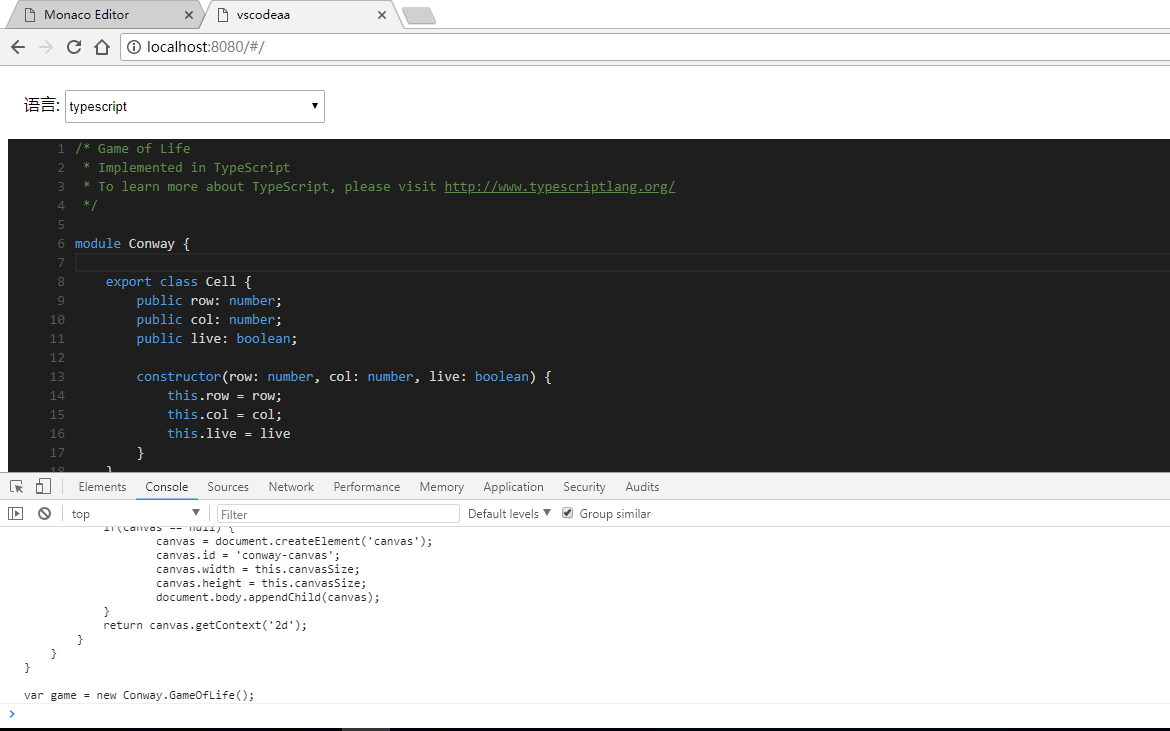 Monaco Editor
vscodeaa
localhost:8080/#/
语言: typescript
1 /* Game of Life
2  * Implemented in TypeScript
3  * To learn more about TypeScript, please visit http://www.typescriptlang.org/
4  */
5
6 module Conway {
7
8     export class Cell {
9         public row: number;
10         public col: number;
11         public live: boolean;
12
13         constructor(row: number, col: number, live: boolean) {
14             this.row = row;
15             this.col = col;
16             this.live = live
17         }
18     }
Elements Console Sources Network Performance Memory Application Security Audits
top Filter Default levels Group similar
if(canvas == null) {
canvas = document.createElement('canvas');
canvas.id = 'conway-canvas';
canvas.width = this.canvasSize;
canvas.height = this.canvasSize;
document.body.appendChild(canvas);
}
return canvas.getContext('2d');
}
}
}
var game = new Conway.GameOfLife();